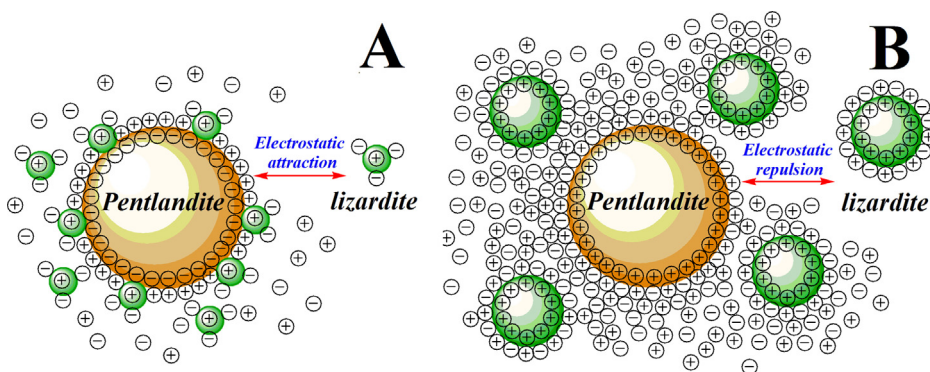 A
Electrostatic
attraction
Pentlandite
lizardite
B
Electrostatic
repulsion
Pentlandite
lizardite